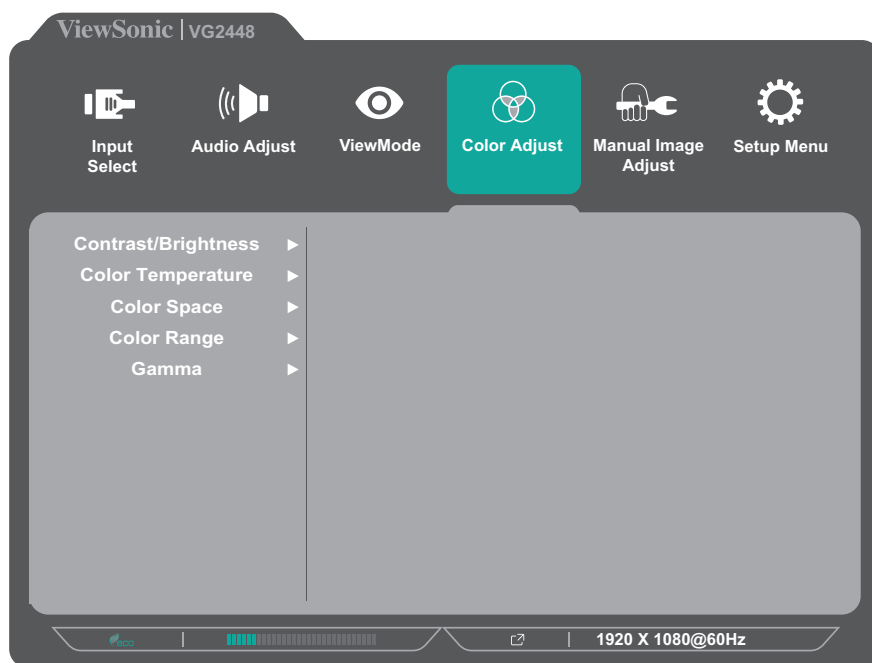 ViewSonic | VG2448
Input Select
Audio Adjust
ViewMode
Color Adjust
Manual Image Adjust
Setup Menu
Contrast/Brightness
Color Temperature
Color Space
Color Range
Gamma
eco
1920 X 1080@60Hz